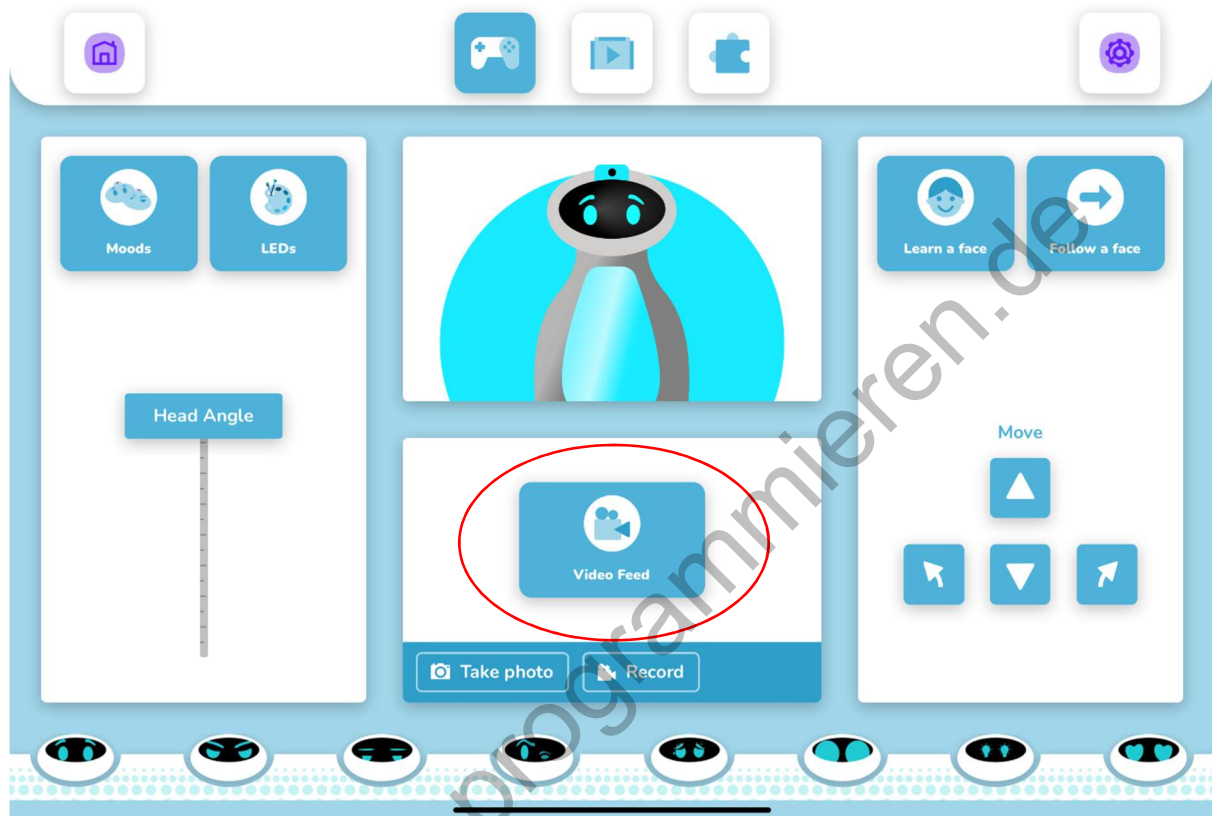 Moods
LEDs
Learn a face
Follow a face
Head Angle
Move
Video Feed
Take photo
Record
programmieren.de